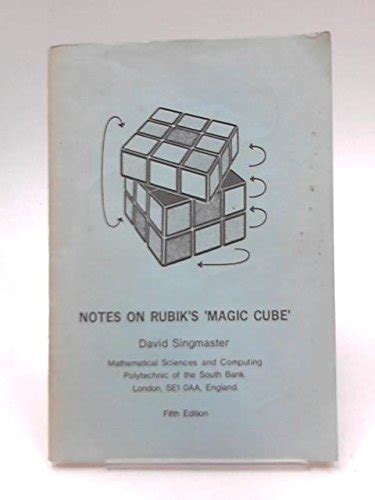 NOTES ON RUBIK'S 'MAGIC CUBE'
David Singmaster
Mathematical Sciences and Computing
Polytechnic of the South Bank
London, SE1 0AA, England.
Fifth Edition